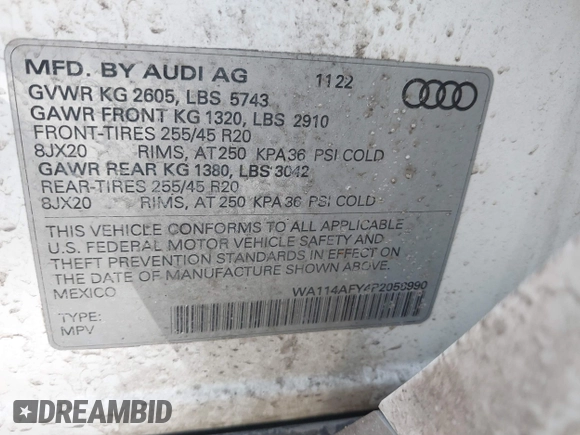 MFD. BY AUDI AG 1122
GVWR KG 2605, LBS 5743
GAWR FRONT KG 1320, LBS 2910
FRONT-TIRES 255/45 R20
8JX20 RIMS, AT 250 KPA36 PSI COLD
GAWR REAR KG 1380, LBS 3042
REAR-TIRES 255/45 R20
8JX20 RIMS, AT 250 KPA 36 PSI COLD
THIS VEHICLE CONFORMS TO ALL APPLICABLE
U.S. FEDERAL MOTOR VEHICLE SAFETY AND
THEFT PREVENTION STANDARDS IN EFFECT ON
THE DATE OF MANUFACTURE SHOWN ABOVE.
MEXICO WA114AFY4P2056990
TYPE:
MPV
DREAMBID